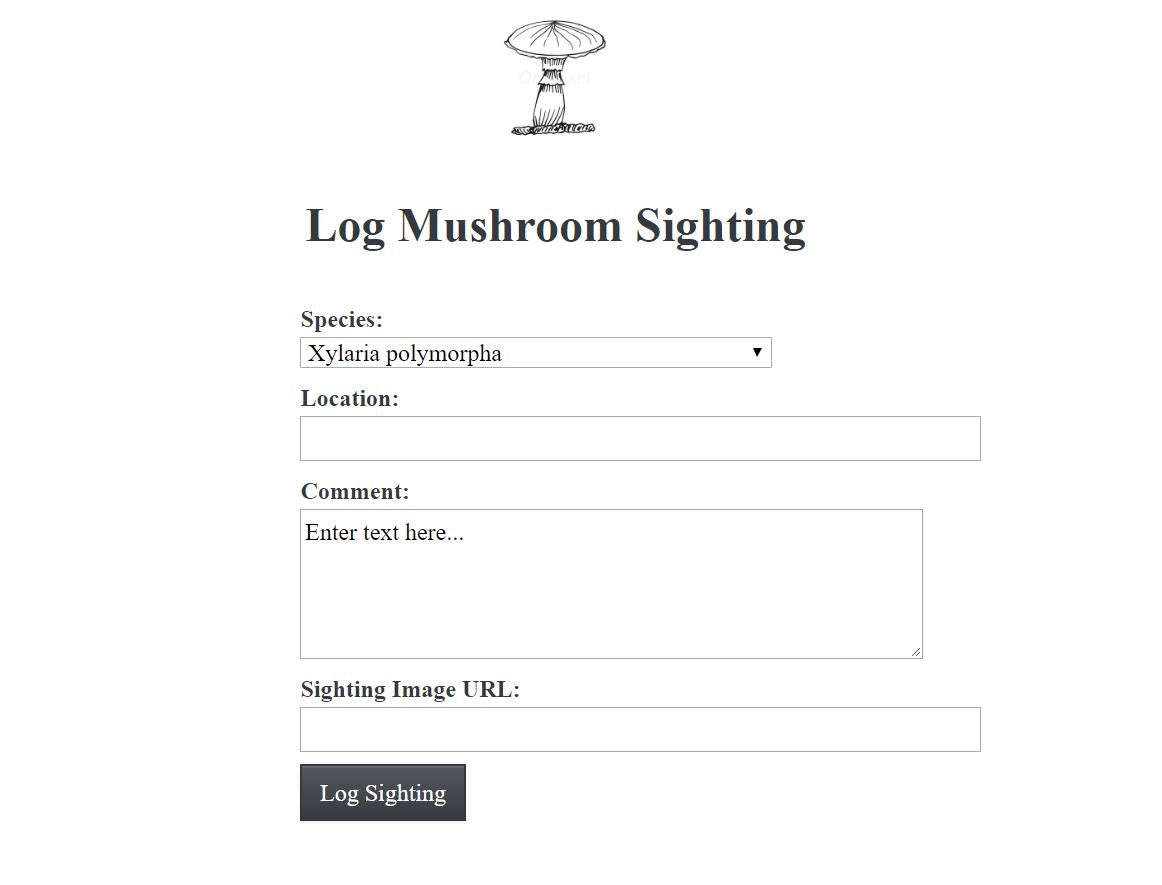 Log Mushroom Sighting
Species:
Xylaria polymorpha
Location:
Comment:
Enter text here...
Sighting Image URL:
Log Sighting